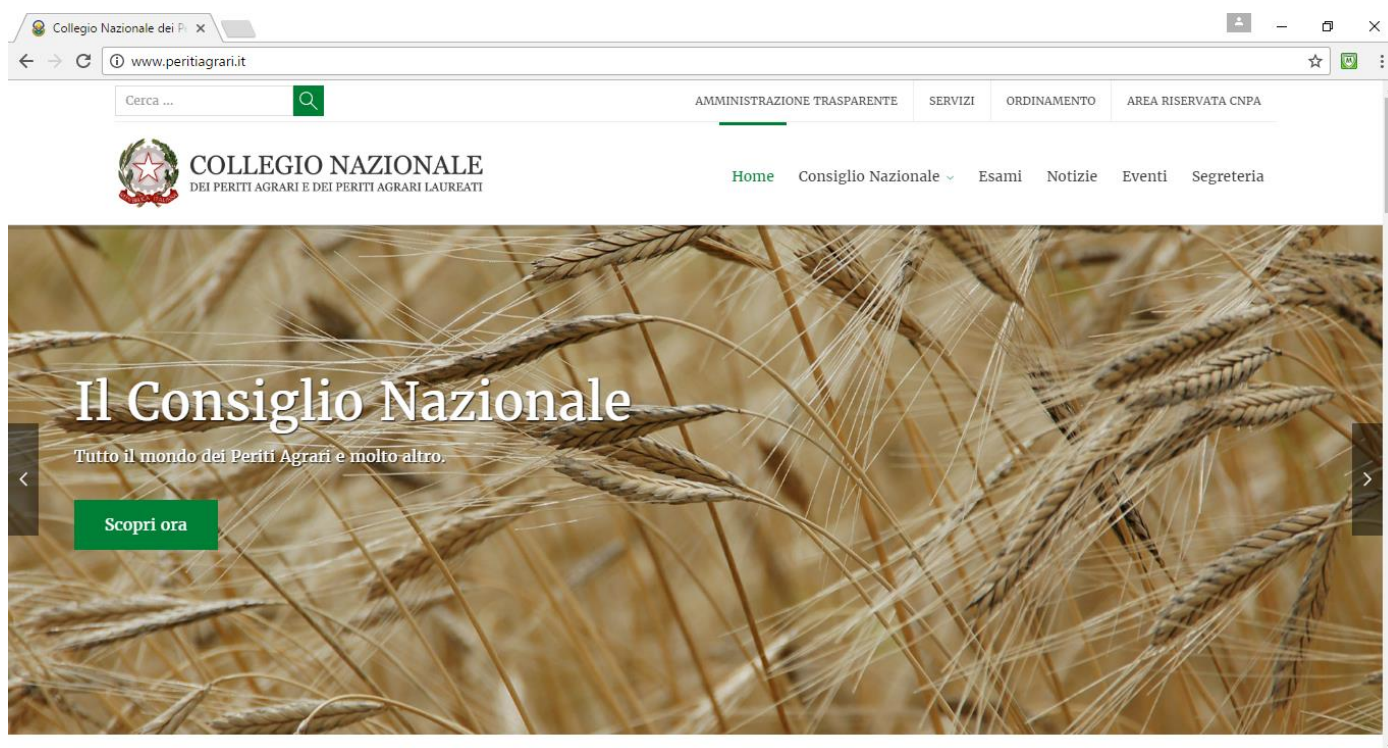 Collegio Nazionale dei P
www.peritiagrari.it
Cerca ...
AMMINISTRAZIONE TRASPARENTE SERVIZI ORDINAMENTO AREA RISERVATA CNPA
COLLEGIO NAZIONALE
DEI PERITI AGRARI E DEI PERITI AGRARI LAUREATI
Home Consiglio Nazionale Esami Notizie Eventi Segreteria
Il Consiglio Nazionale
Tutto il mondo dei Periti Agrari e molto altro.
Scopri ora